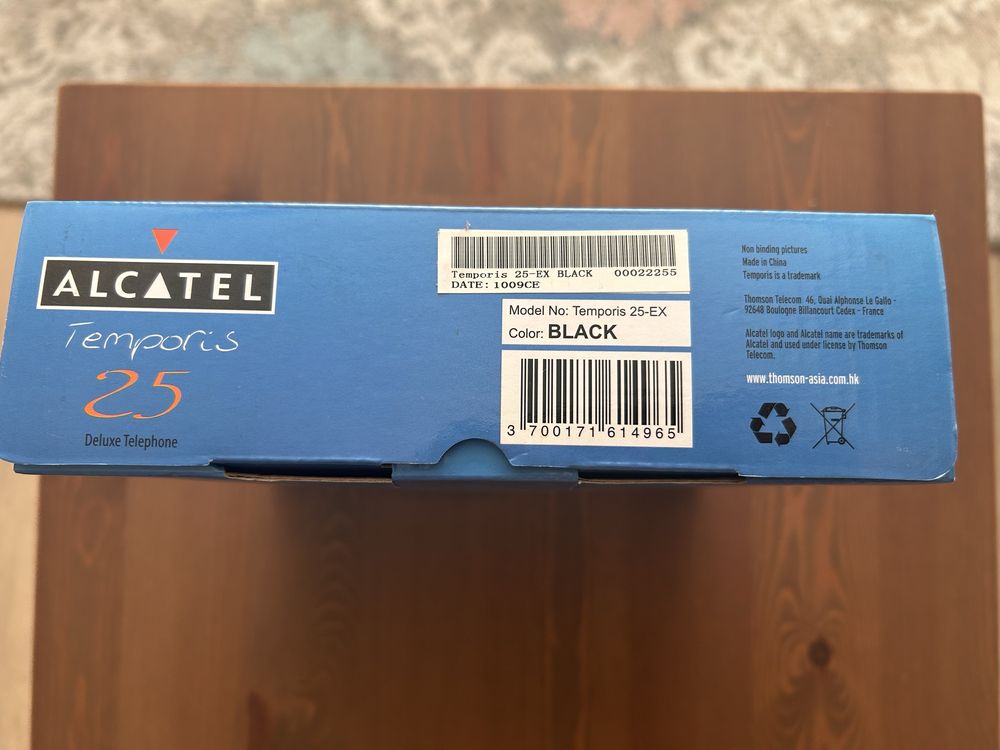 ALCATEL
Temporis
25
Deluxe Telephone
Temporis 25-EX BLACK 00022255
DATE: 1009CE
Model No: Temporis 25-EX
Color: BLACK
3 700171 614965
Non binding pictures
Made in China
Temporis is a trademark
Thomson Telecom 46, Quai Alphonse Le Gallo -
92648 Boulogne Billancourt Cedex - France
Alcatel logo and Alcatel name are trademarks of
Alcatel and used under license by Thomson
Telecom.
www.thomson-asia.com.hk